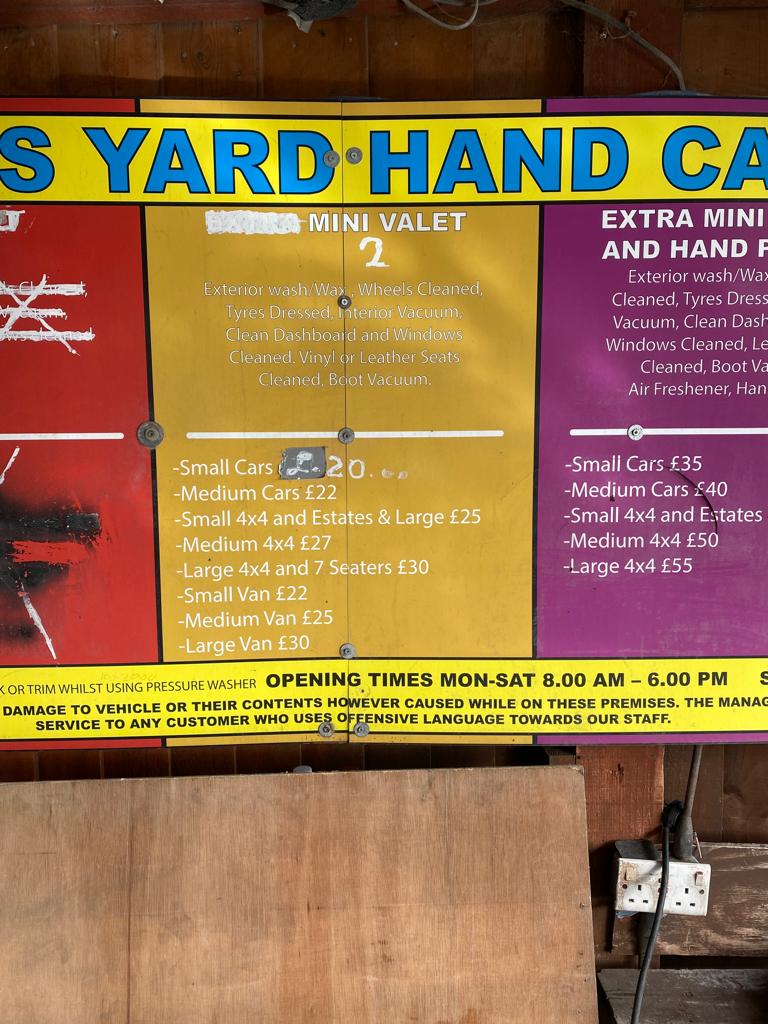 S YARD HAND CA
MINI VALET
2
Exterior wash/Wax , Wheels Cleaned,
Tyres Dressed, Interior Vacuum,
Clean Dashboard and Windows
Cleaned. Vinyl or Leather Seats
Cleaned, Boot Vacuum.
-Small Cars £ 20...
-Medium Cars £22
-Small 4x4 and Estates & Large £25
-Medium 4x4 £27
-Large 4x4 and 7 Seaters £30
-Small Van £22
-Medium Van £25
-Large Van £30
EXTRA MINI
AND HAND P
Exterior wash/Wax
Cleaned, Tyres Dress
Vacuum, Clean Dash
Windows Cleaned, Le
Cleaned, Boot Va
Air Freshener, Han
-Small Cars £35
-Medium Cars £40
-Small 4x4 and Estates
-Medium 4x4 £50
-Large 4x4 £55
K OR TRIM WHILST USING PRESSURE WASHER OPENING TIMES MON-SAT 8.00 AM – 6.00 PM S
DAMAGE TO VEHICLE OR THEIR CONTENTS HOWEVER CAUSED WHILE ON THESE PREMISES. THE MANAG
SERVICE TO ANY CUSTOMER WHO USES OFFENSIVE LANGUAGE TOWARDS OUR STAFF.